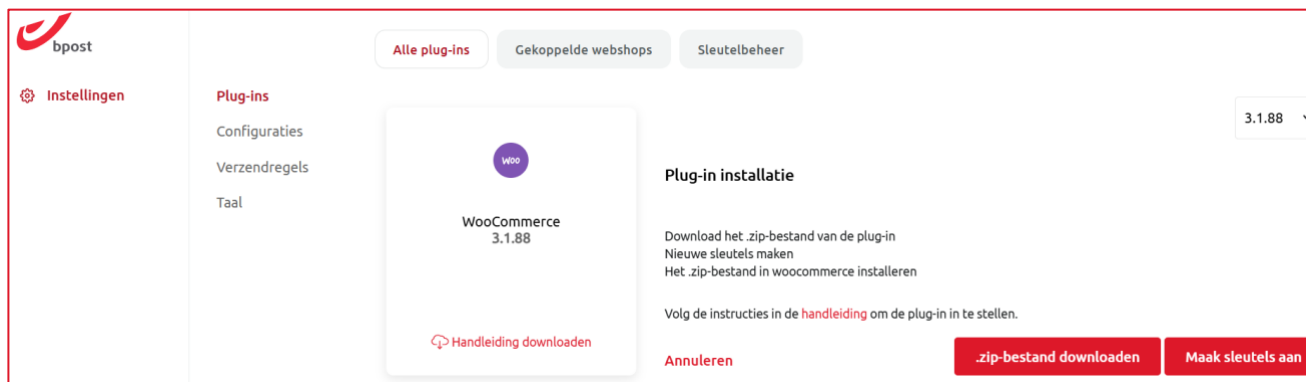 bpost
Alle plug-ins
Gekoppelde webshops
Sleutelbeheer
Instellingen
Plug-ins
Configuraties
Verzendregels
Taal
woo
WooCommerce
3.1.88
Handleiding downloaden
3.1.88
Plug-in installatie
Download het .zip-bestand van de plug-in
Nieuwe sleutels maken
Het .zip-bestand in woocommerce installeren
Volg de instructies in de handleiding om de plug-in in te stellen.
Annuleren
.zip-bestand downloaden
Maak sleutels aan